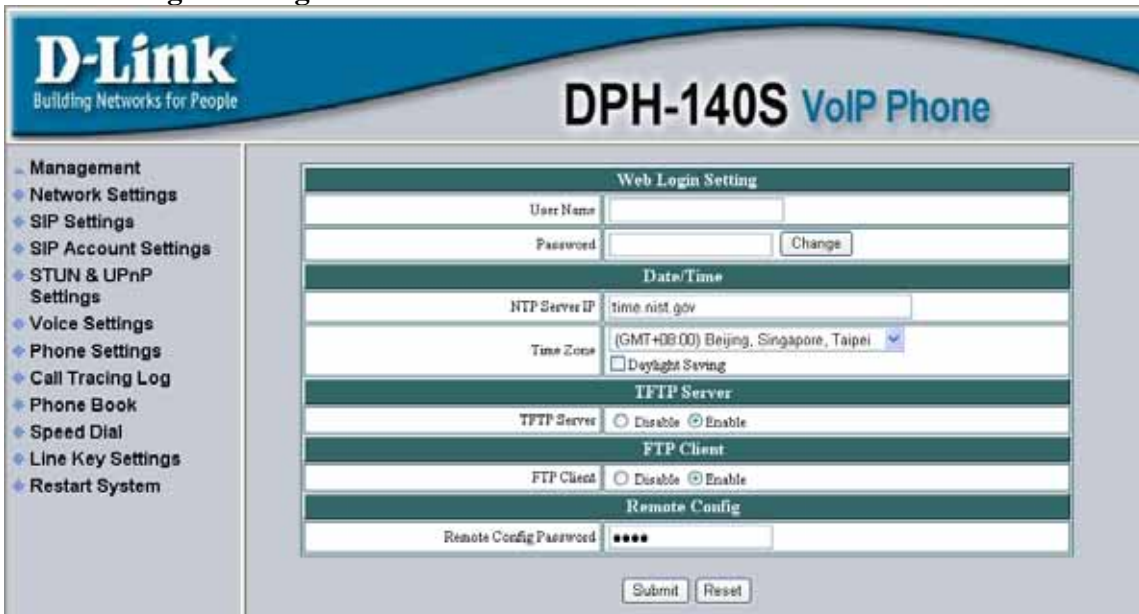 D-Link
Building Networks for People
DPH-140S VoIP Phone
Management
Network Settings
SIP Settings
SIP Account Settings
STUN & UPnP
Settings
Voice Settings
Phone Settings
Call Tracing Log
Phone Book
Speed Dial
Line Key Settings
Restart System
Web Login Setting
User Name
Password Change
Date/Time
NTP Server IP time.nist.gov
Time Zone (GMT+08:00) Beijing, Singapore, Taipei
Daylight Saving
TFTP Server
TFTP Server Disable Enable
FTP Client
FTP Client Disable Enable
Remote Config
Remote Config Password ••••
Submit Reset